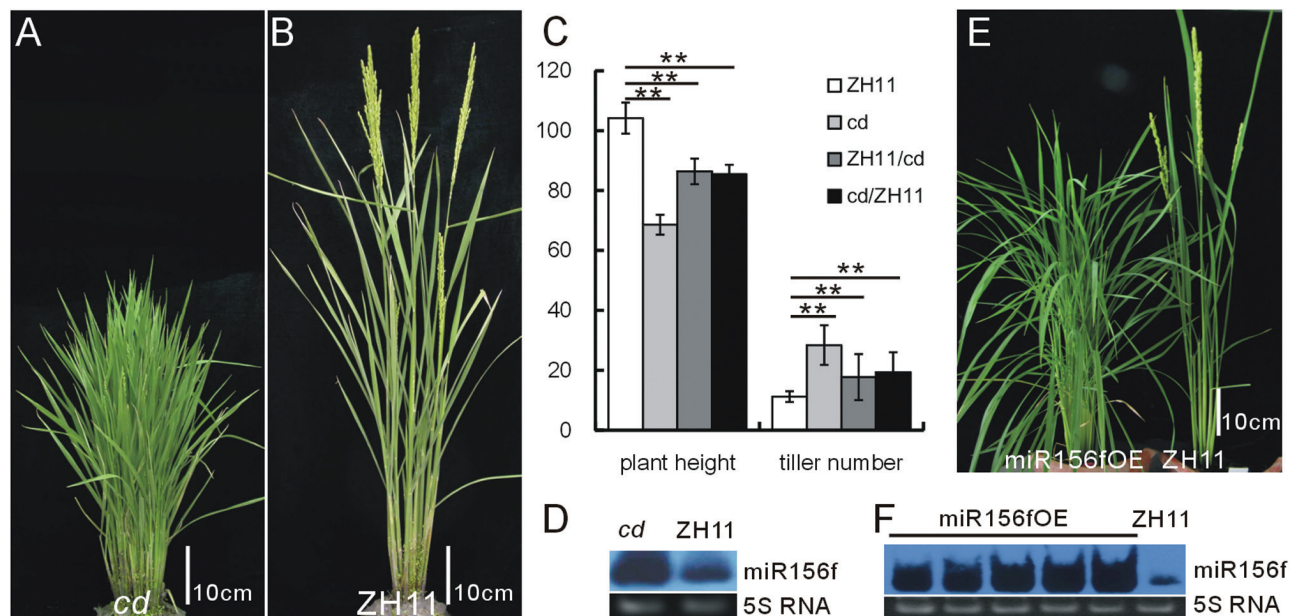 A
cd
10cm
B
ZH11
10cm
C
120
100
80
60
40
20
0
**
**
**
**
**
**
plant height
tiller number
ZH11
cd
ZH11/cd
cd/ZH11
D
cd ZH11
miR156f
5S RNA
E
10cm
miR156fOE ZH11
F
miR156fOE ZH11
miR156f
5S RNA